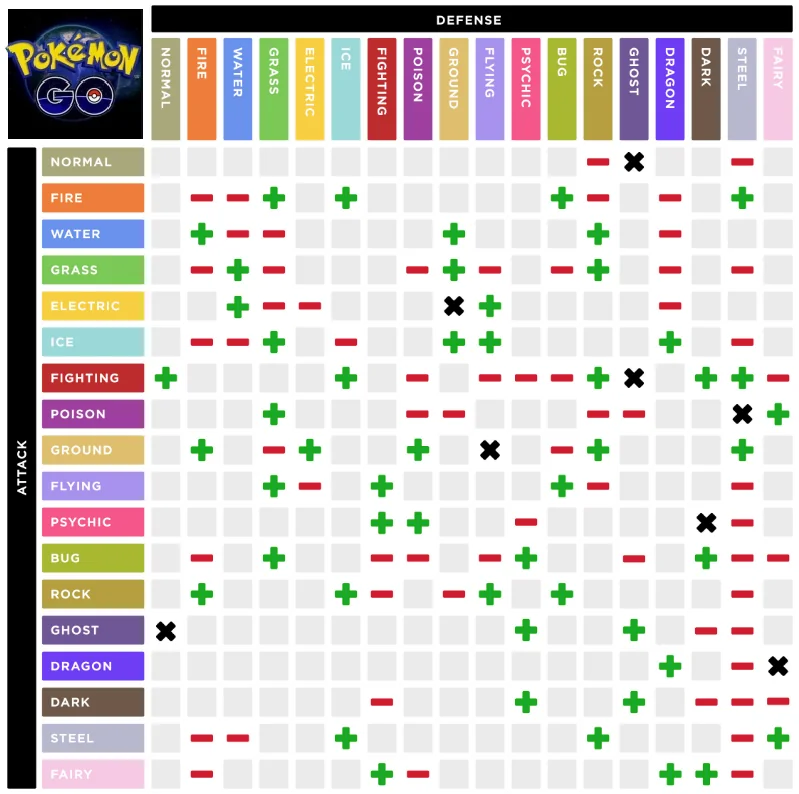 POKéMON
GO
DEFENSE
NORMAL
FIRE
WATER
GRASS
ELECTRIC
ICE
FIGHTING
POISON
GROUND
FLYING
PSYCHIC
BUG
ROCK
GHOST
DRAGON
DARK
STEEL
FAIRY
ATTACK
NORMAL
FIRE
WATER
GRASS
ELECTRIC
ICE
FIGHTING
POISON
GROUND
FLYING
PSYCHIC
BUG
ROCK
GHOST
DRAGON
DARK
STEEL
FAIRY